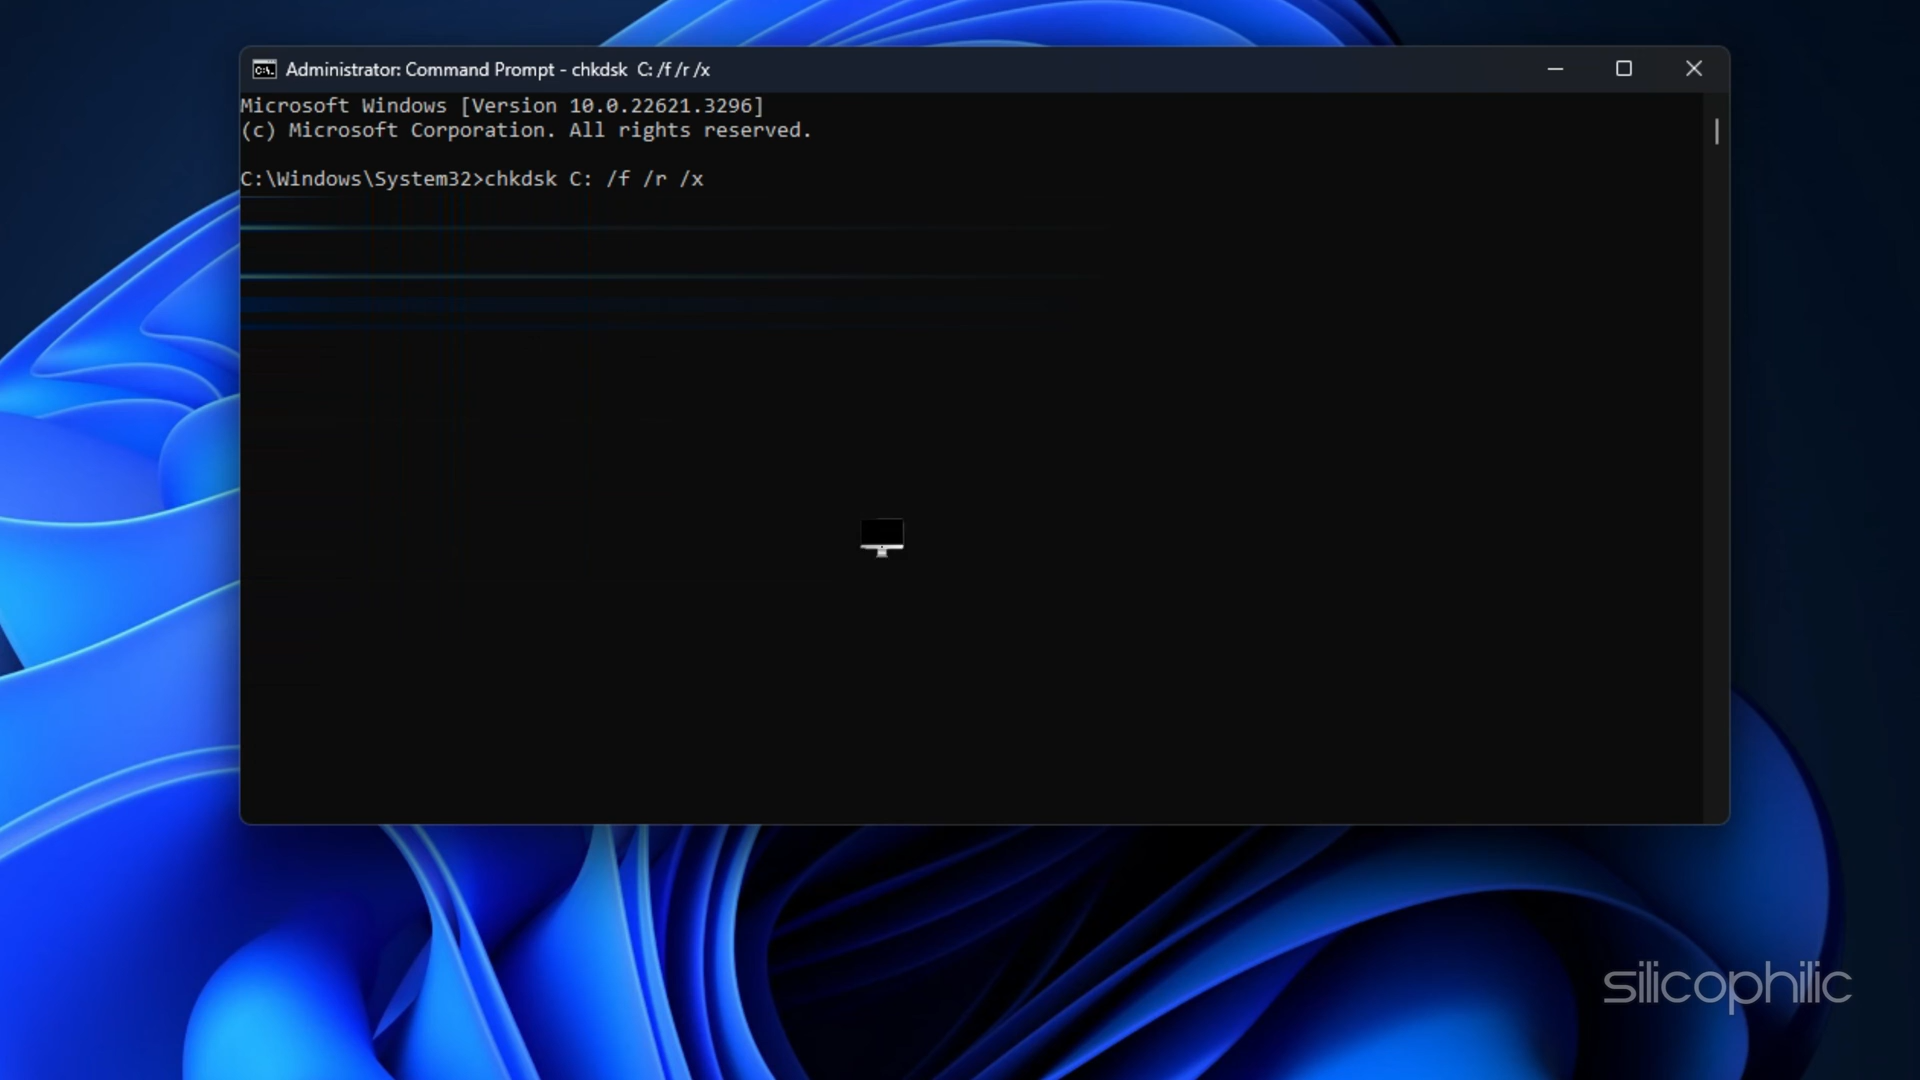 Administrator: Command Prompt - chkdsk  C: /f /r /x
Microsoft Windows [Version 10.0.22621.3296]
(c) Microsoft Corporation. All rights reserved.
C:\Windows\System32>chkdsk C: /f /r /x
silicophilic